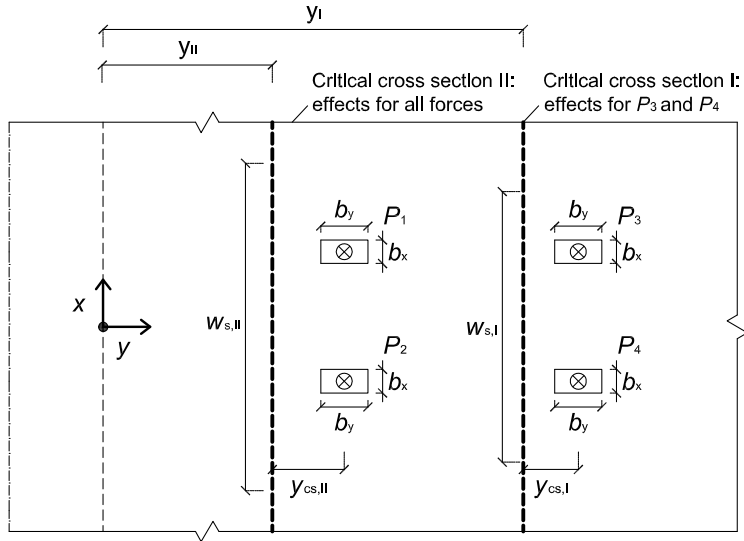 yI
yII
Critical cross section II:
effects for all forces
Critical cross section I:
effects for P3 and P4
by
P1
bx
by
P3
bx
x
y
ws,II
ws,I
P2
bx
by
P4
bx
by
ycs,II
ycs,I